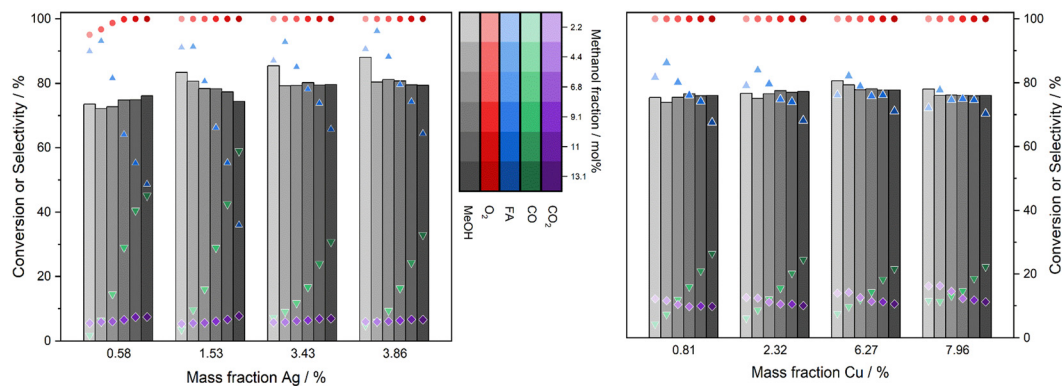 100
80
60
40
20
0
Conversion or Selectivity / %
0.58 1.53 3.43 3.86
Mass fraction Ag / %
2.2
4.4
6.8
9.1
11
13.1
Methanol fraction / mol%
MeOH O₂ FA CO CO₂
100
80
60
40
20
0
Conversion or Selectivity / %
0.81 2.32 6.27 7.96
Mass fraction Cu / %